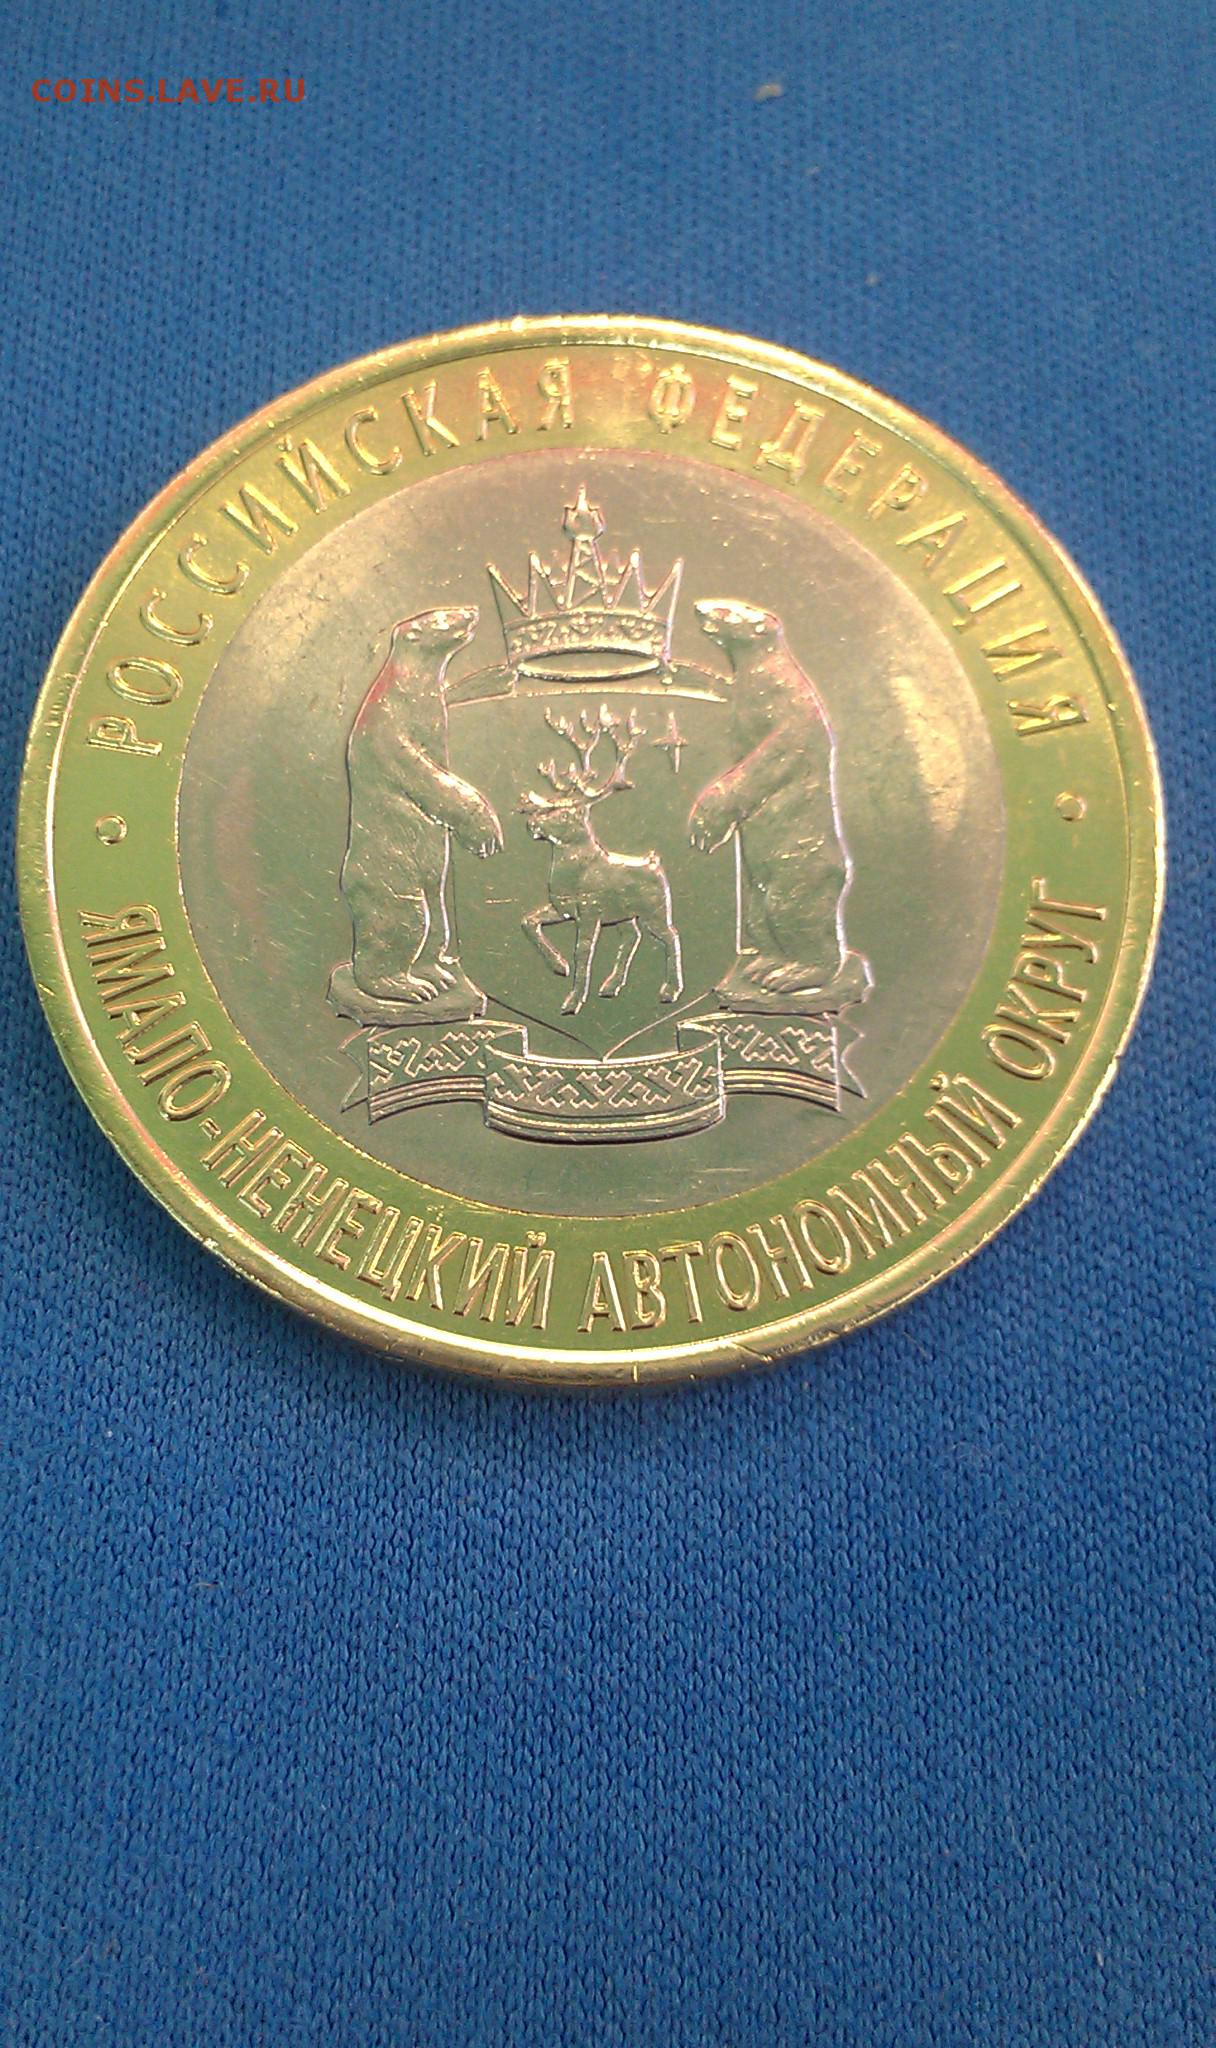 COINS.LAVE.RU
РОССИЙСКАЯ ФЕДЕРАЦИЯ
ЯМАЛО-НЕНЕЦКИЙ АВТОНОМНЫЙ ОКРУГ